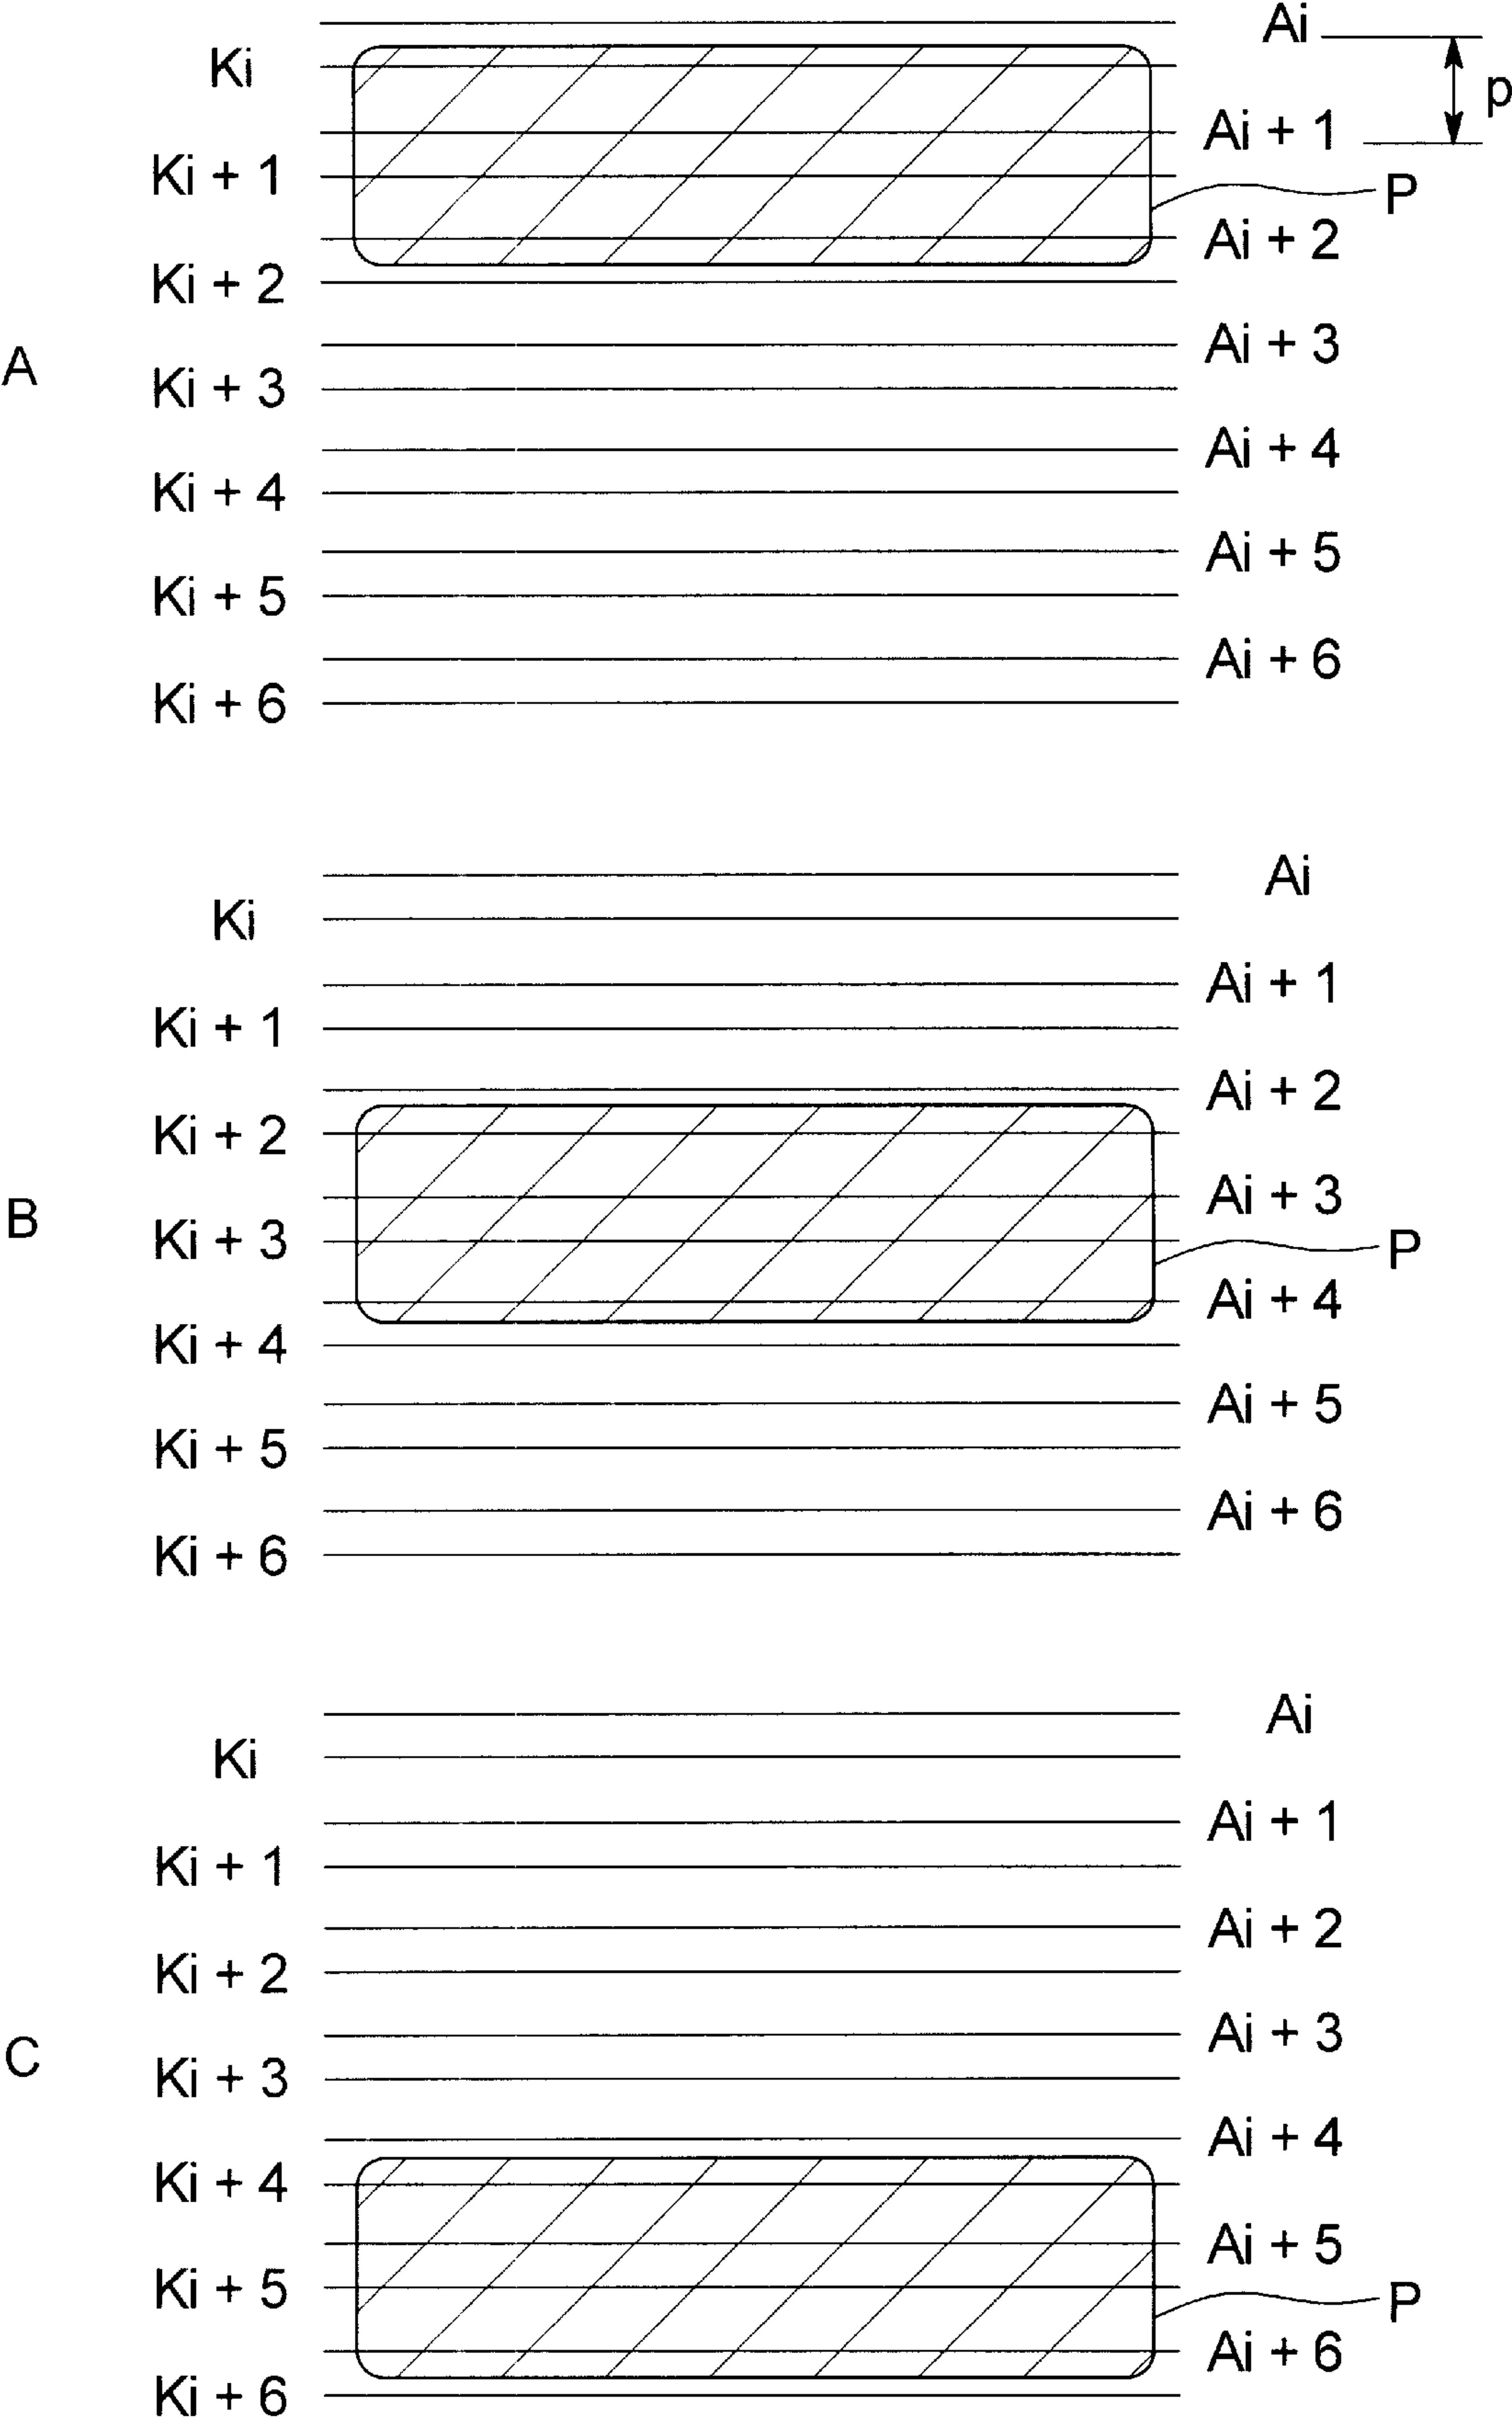 Ai
Ki
p
Ai + 1
Ki + 1
P
Ai + 2
Ki + 2
Ai + 3
A
Ki + 3
Ai + 4
Ki + 4
Ai + 5
Ki + 5
Ai + 6
Ki + 6
Ai
Ki
Ai + 1
Ki + 1
Ai + 2
Ki + 2
Ai + 3
B
Ki + 3
P
Ai + 4
Ki + 4
Ai + 5
Ki + 5
Ai + 6
Ki + 6
Ai
Ki
Ai + 1
Ki + 1
Ai + 2
Ki + 2
Ai + 3
C
Ki + 3
Ai + 4
Ki + 4
Ai + 5
Ki + 5
P
Ai + 6
Ki + 6